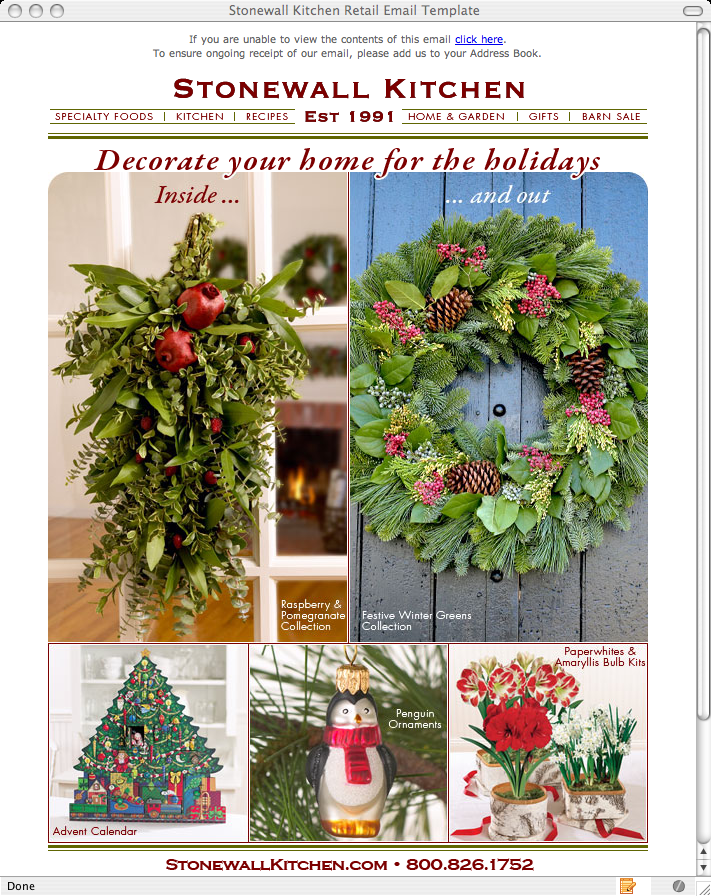 Stonewall Kitchen Retail Email Template
If you are unable to view the contents of this email click here.
To ensure ongoing receipt of our email, please add us to your Address Book.
Stonewall Kitchen
SPECIALTY FOODS | KITCHEN | RECIPES Est 1991 HOME & GARDEN | GIFTS | BARN SALE
Decorate your home for the holidays
Inside ...
... and out
Raspberry &
Pomegranate
Collection
Festive Winter Greens
Collection
Advent Calendar
Penguin
Ornaments
Paperwhites &
Amaryllis Bulb Kits
StonewallKitchen.com • 800.826.1752
Done